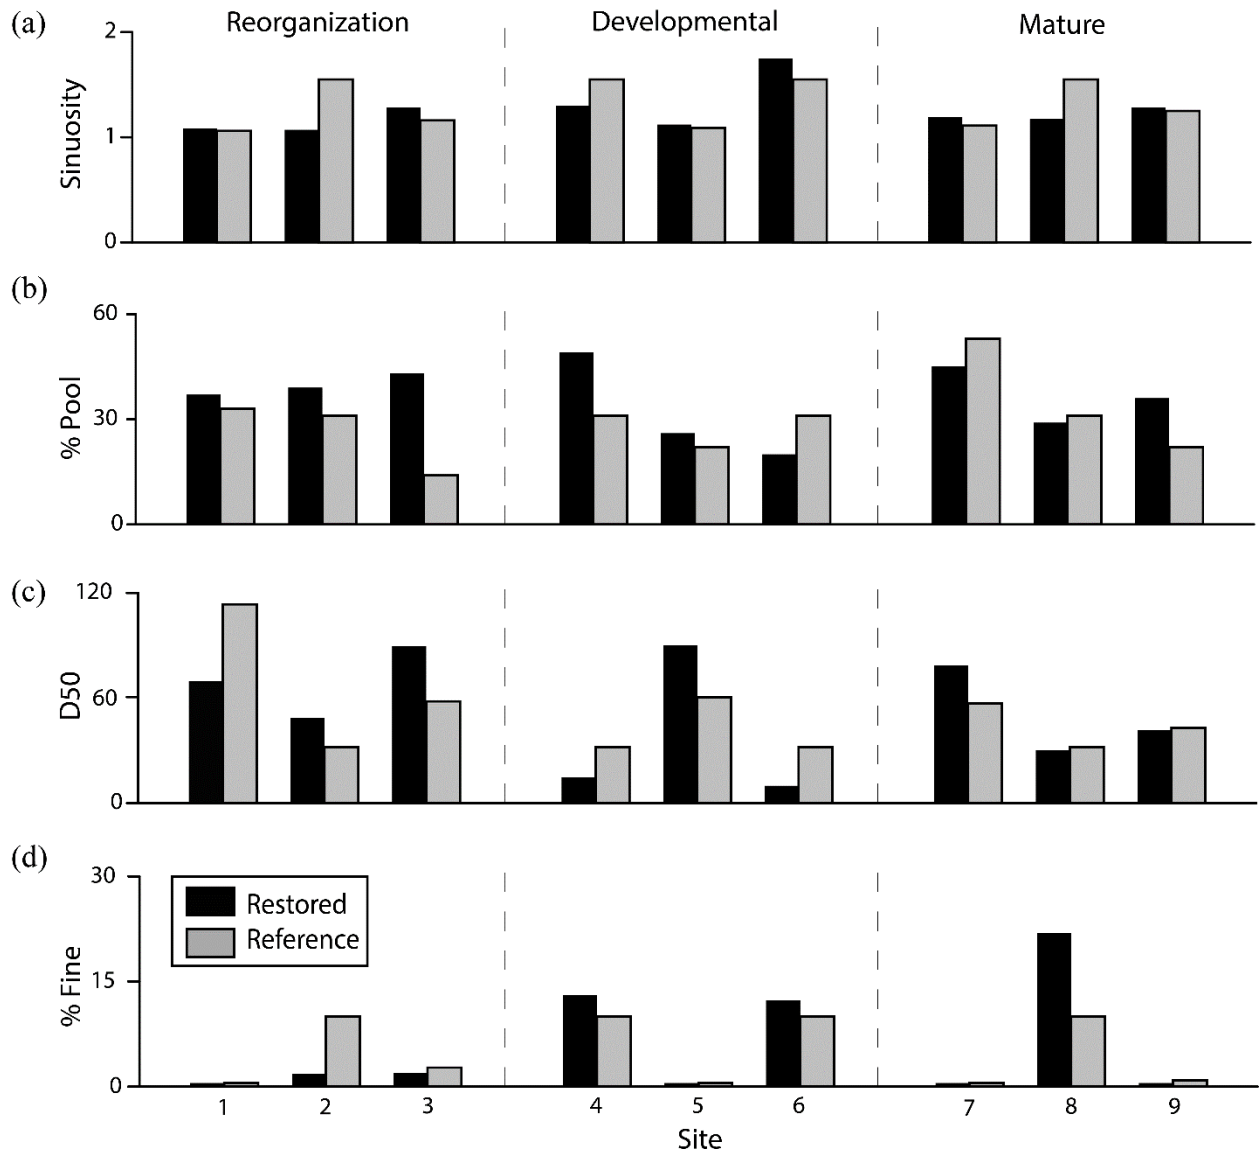 (a)
Reorganization
Developmental
Mature
Sinuosity
2
1
0
(b)
% Pool
60
30
0
(c)
D50
120
60
0
(d)
% Fine
30
15
0
Restored
Reference
1 2 3 4 5 6 7 8 9
Site